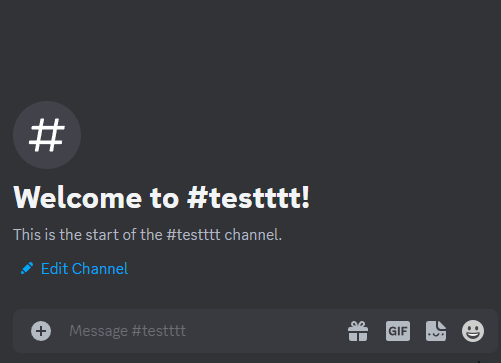 #
Welcome to #testttt!
This is the start of the #testttt channel.
Edit Channel
Message #testttt
GIF